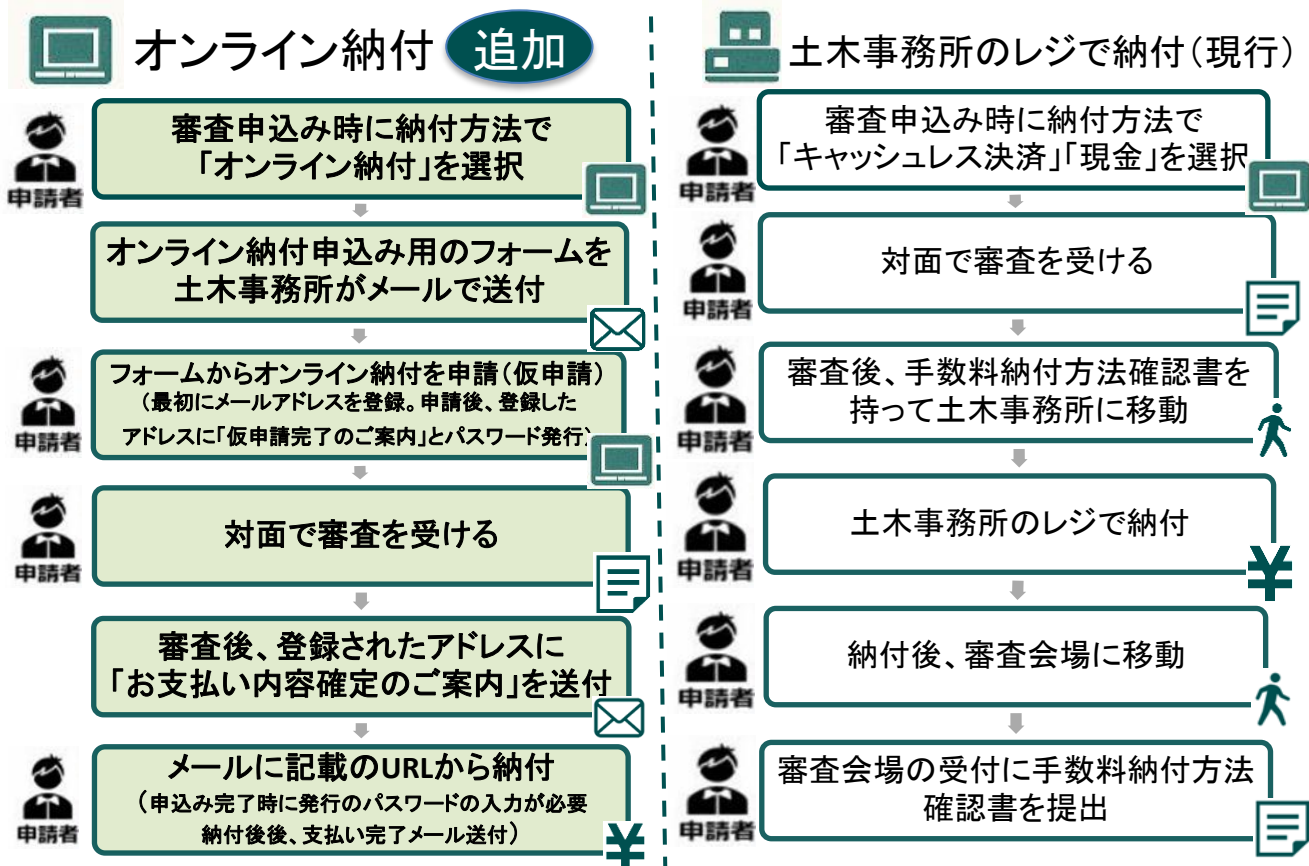 オンライン納付 追加
申請者
審査申込み時に納付方法で
「オンライン納付」を選択
オンライン納付申込み用のフォームを
土木事務所がメールで送付
申請者
フォームからオンライン納付を申請(仮申請)
(最初にメールアドレスを登録。申請後、登録した
アドレスに「仮申請完了のご案内」とパスワード発行)
申請者
対面で審査を受ける
審査後、登録されたアドレスに
「お支払い内容確定のご案内」を送付
申請者
メールに記載のURLから納付
(申込み完了時に発行のパスワードの入力が必要
納付後後、支払い完了メール送付)
¥
土木事務所のレジで納付(現行)
申請者
審査申込み時に納付方法で
「キャッシュレス決済」「現金」を選択
申請者
対面で審査を受ける
申請者
審査後、手数料納付方法確認書を
持って土木事務所に移動
申請者
土木事務所のレジで納付
¥
申請者
納付後、審査会場に移動
申請者
審査会場の受付に手数料納付方法
確認書を提出